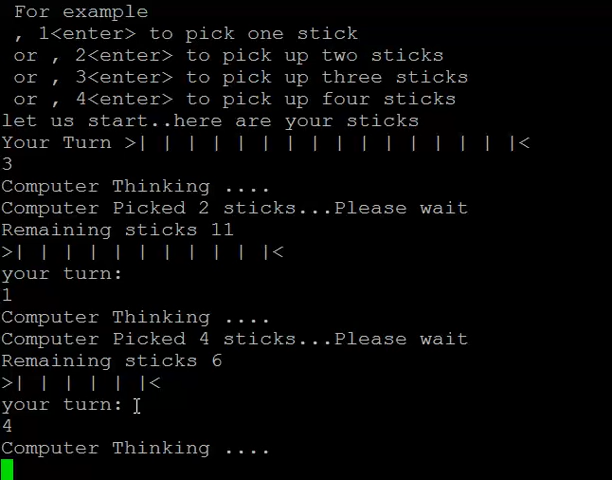 For example
, 1<enter> to pick one stick
or , 2<enter> to pick up two sticks
or , 3<enter> to pick up three sticks
or , 4<enter> to pick up four sticks
let us start..here are your sticks
Your Turn >| | | | | | | | | | | | | | | |<
3
Computer Thinking ....
Computer Picked 2 sticks...Please wait
Remaining sticks 11
>| | | | | | | | | | |<
your turn:
1
Computer Thinking ....
Computer Picked 4 sticks...Please wait
Remaining sticks 6
>| | | | | |<
your turn:
4
Computer Thinking ....